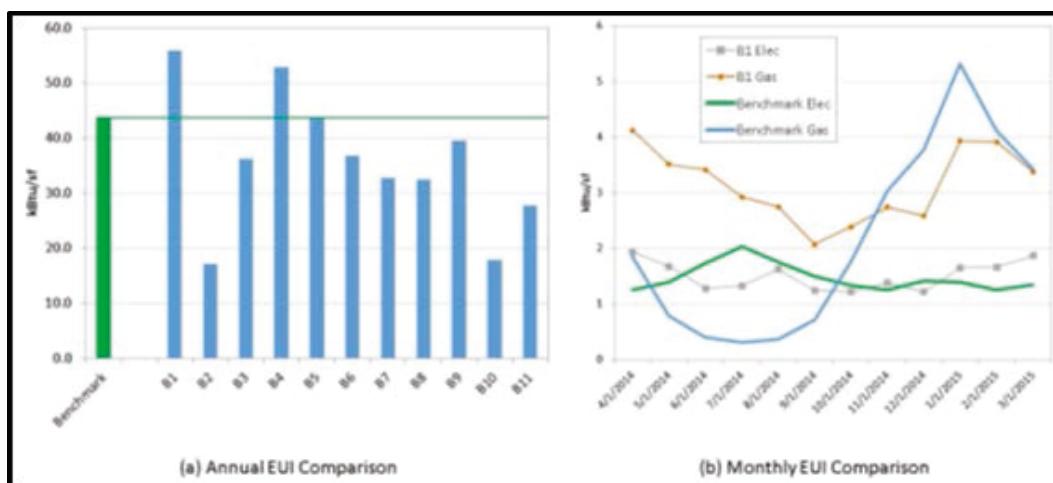 60.0
50.0
40.0
30.0
20.0
10.0
0.0
kBtu/sf
Benchmark
B1
B2
B3
B4
B5
B6
B7
B8
B9
B10
B11
(a) Annual EUI Comparison
6
5
4
3
2
1
0
kBtu/sf
B1 Elec
B1 Gas
Benchmark Elec
Benchmark Gas
4/1/2014
5/1/2014
6/1/2014
7/1/2014
8/1/2014
9/1/2014
10/1/2014
11/1/2014
12/1/2014
1/1/2015
2/1/2015
3/1/2015
(b) Monthly EUI Comparison